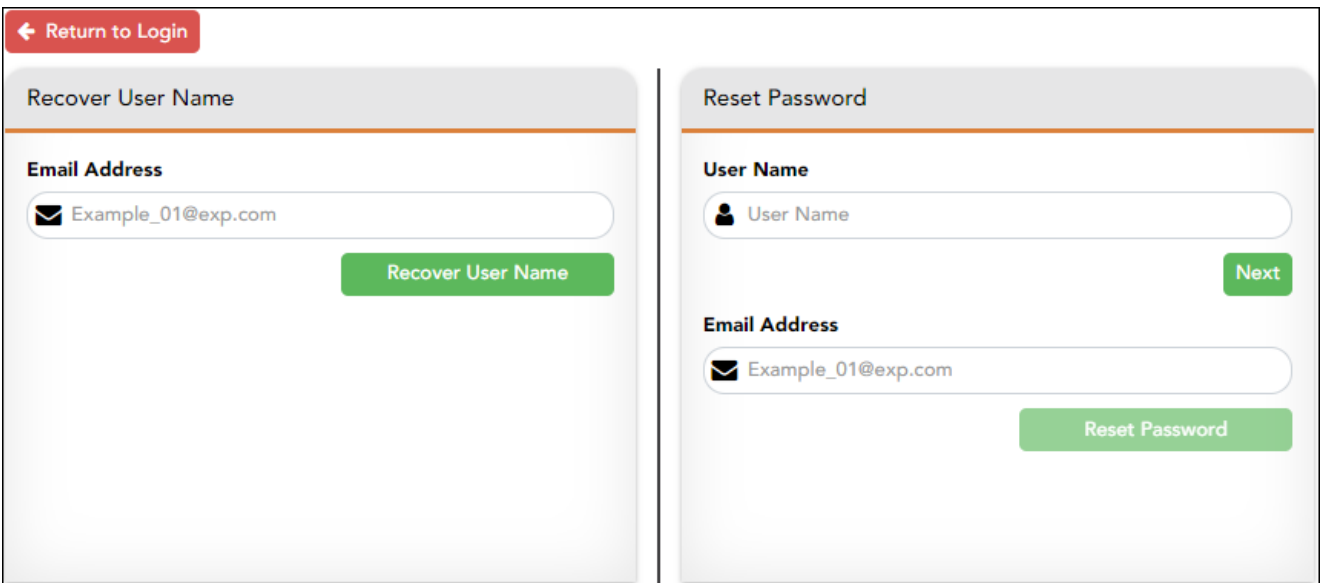 Return to Login
Recover User Name
Email Address
Example_01@exp.com
Recover User Name
Reset Password
User Name
User Name
Next
Email Address
Example_01@exp.com
Reset Password